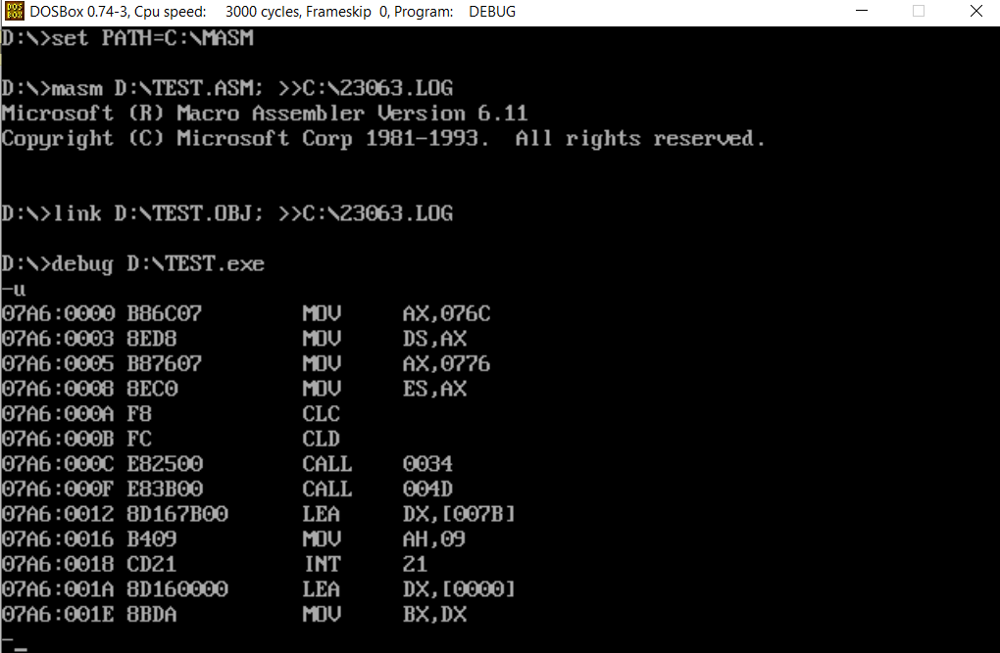 DOS
BOX
DOSBox 0.74-3, Cpu speed: 3000 cycles, Frameskip 0, Program: DEBUG
D:\>set PATH=C:\MASM
D:\>masm D:\TEST.ASM; >>C:\23063.LOG
Microsoft (R) Macro Assembler Version 6.11
Copyright (C) Microsoft Corp 1981-1993. All rights reserved.
D:\>link D:\TEST.OBJ; >>C:\23063.LOG
D:\>debug D:\TEST.exe
-u
07A6:0000 B86C07 MOV AX,076C
07A6:0003 8ED8 MOV DS,AX
07A6:0005 B87607 MOV AX,0776
07A6:0008 8EC0 MOV ES,AX
07A6:000A F8 CLC
07A6:000B FC CLD
07A6:000C E82500 CALL 0034
07A6:000F E83B00 CALL 004D
07A6:0012 8D167B00 LEA DX,[007B]
07A6:0016 B409 MOV AH,09
07A6:0018 CD21 INT 21
07A6:001A 8D160000 LEA DX,[0000]
07A6:001E 8BDA MOV BX,DX
-_